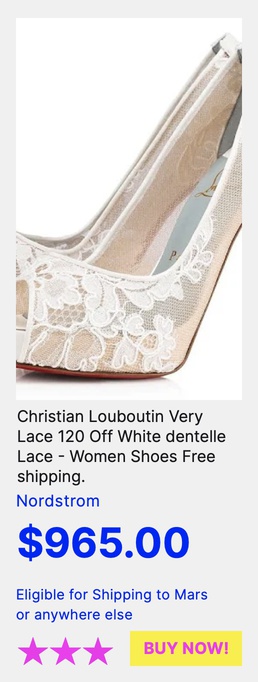 Christian Louboutin Very
Lace 120 Off White dentelle
Lace - Women Shoes Free
shipping.
Nordstrom
$965.00
Eligible for Shipping to Mars
or anywhere else
BUY NOW!